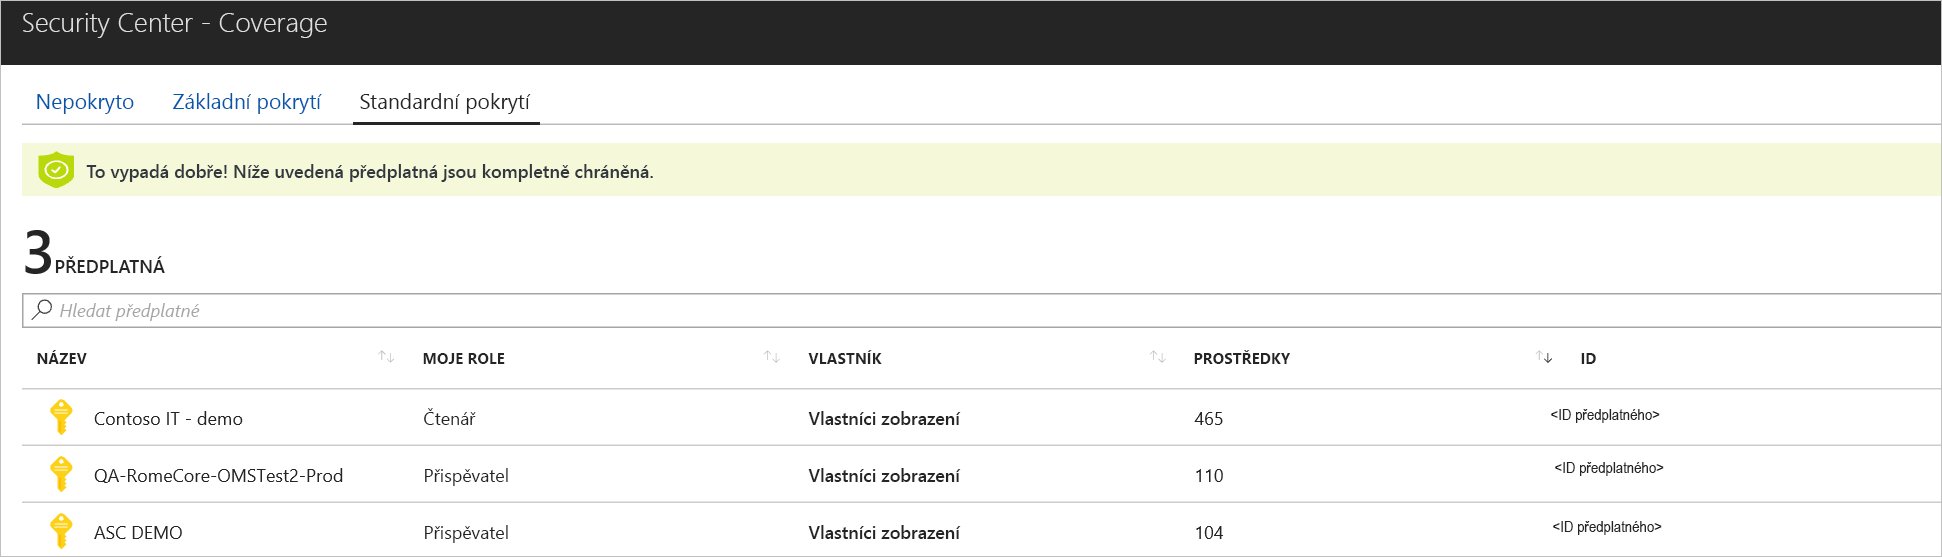 Security Center - Coverage
Nepokryto Základní pokrytí Standardní pokrytí
To vypadá dobře! Níže uvedená předplatná jsou kompletně chráněná.
3 PŘEDPLATNÁ
Hledat předplatné
NÁZEV MOJE ROLE VLASTNÍK PROSTŘEDKY ID
Contoso IT - demo Čtenář Vlastníci zobrazení 465 <ID předplatného>
QA-RomeCore-OMSTest2-Prod Přispěvatel Vlastníci zobrazení 110 <ID předplatného>
ASC DEMO Přispěvatel Vlastníci zobrazení 104 <ID předplatného>